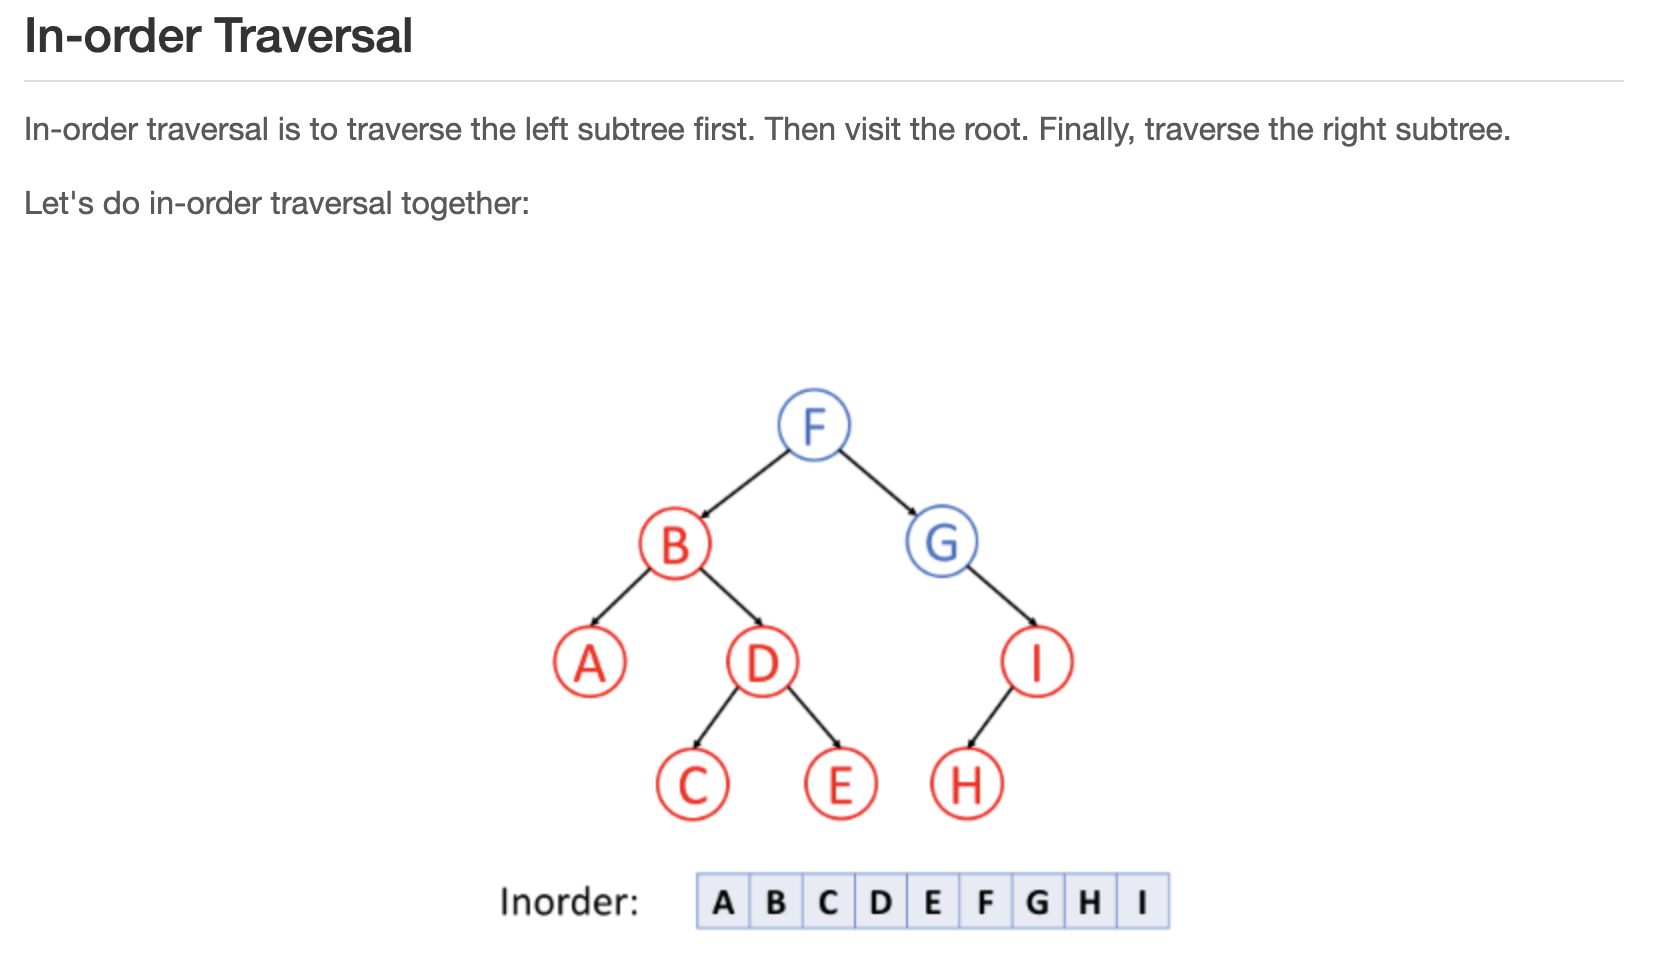 In-order Traversal
In-order traversal is to traverse the left subtree first. Then visit the root. Finally, traverse the right subtree.
Let's do in-order traversal together:
F
B G
A D I
C E H
Inorder: A B C D E F G H I